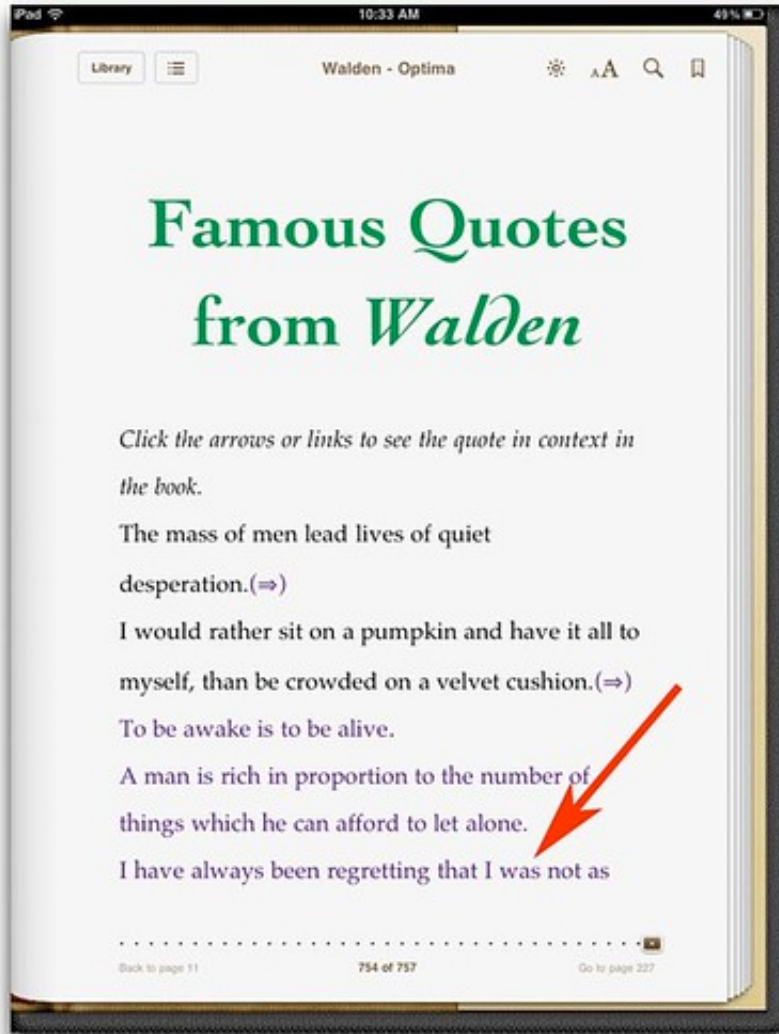 iPad 10:33 AM 49%
Library Walden - Optima AA
Famous Quotes
from Walden
Click the arrows or links to see the quote in context in
the book.
The mass of men lead lives of quiet
desperation.(⇒)
I would rather sit on a pumpkin and have it all to
myself, than be crowded on a velvet cushion.(⇒)
To be awake is to be alive.
A man is rich in proportion to the number of
things which he can afford to let alone.
I have always been regretting that I was not as
Back to page 11 754 of 757 Go to page 227